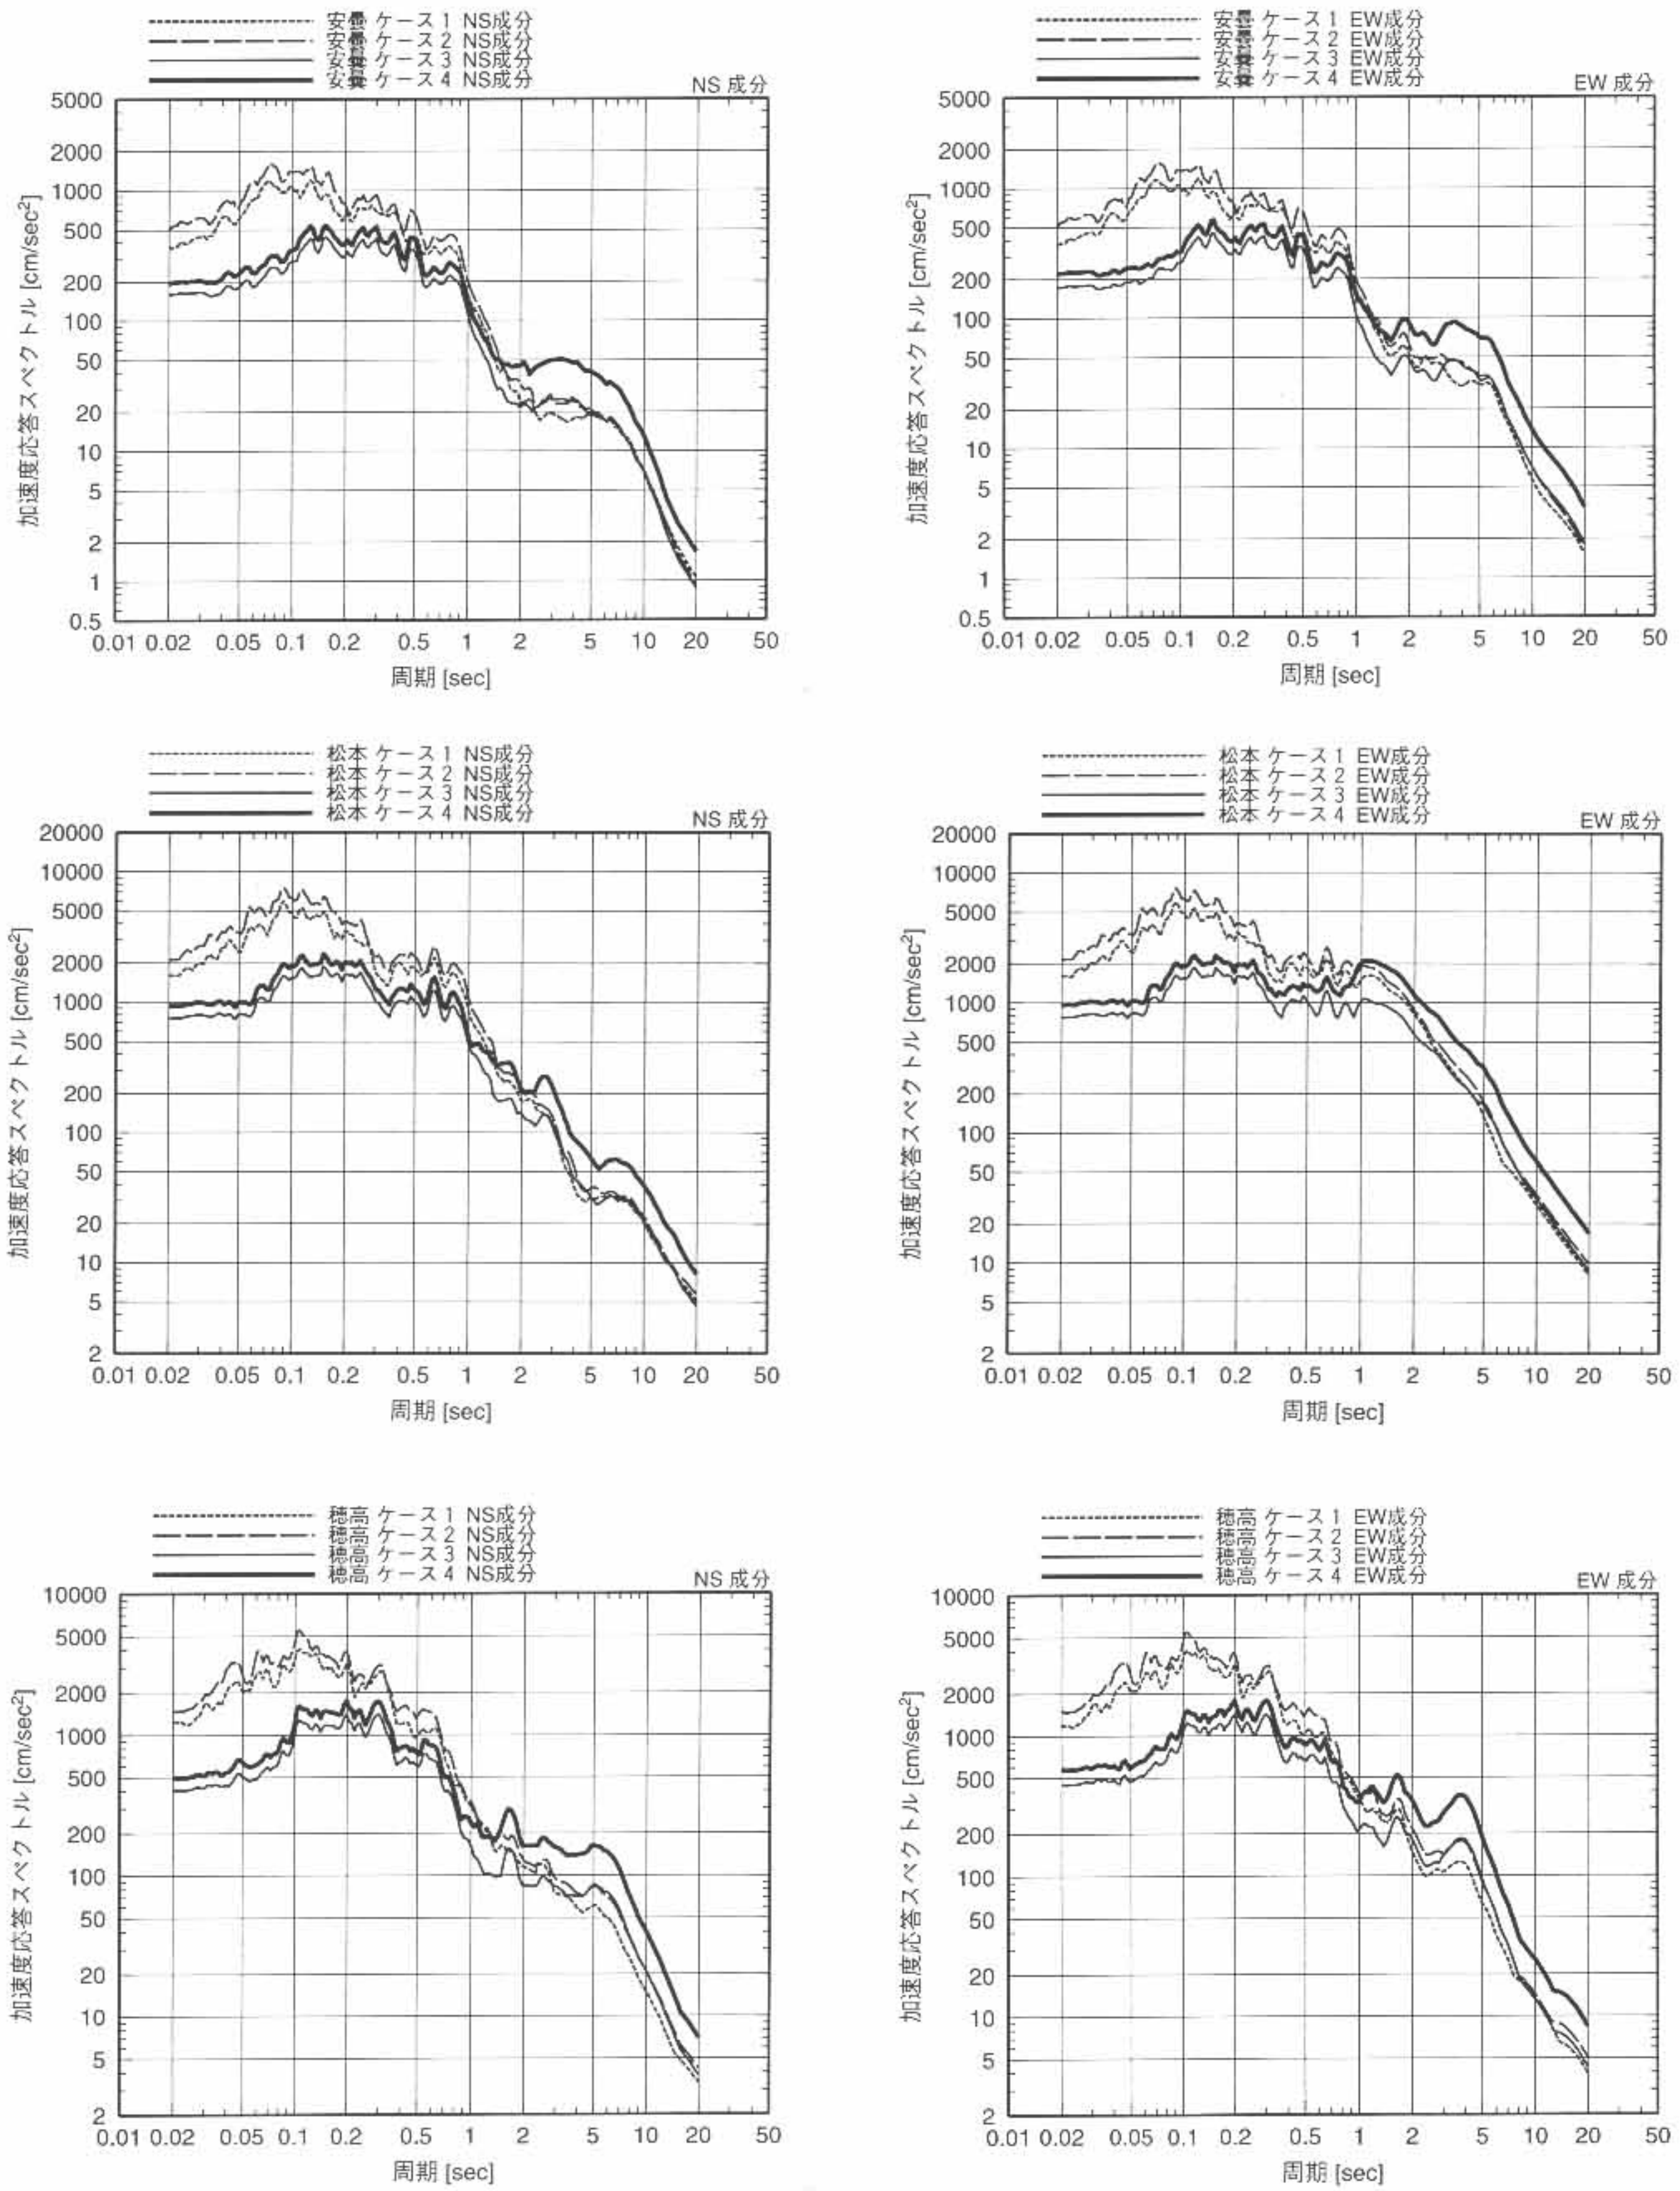 安曇 ケース1 NS成分
安曇 ケース2 NS成分
安曇 ケース3 NS成分
安曇 ケース4 NS成分
NS 成分
5000
2000
1000
500
200
100
50
20
10
5
2
1
0.5
加速度応答スペクトル [cm/sec²]
0.01 0.02 0.05 0.1 0.2 0.5 1 2 5 10 20 50
周期 [sec]
安曇 ケース1 EW成分
安曇 ケース2 EW成分
安曇 ケース3 EW成分
安曇 ケース4 EW成分
EW 成分
5000
2000
1000
500
200
100
50
20
10
5
2
1
0.5
加速度応答スペクトル [cm/sec²]
0.01 0.02 0.05 0.1 0.2 0.5 1 2 5 10 20 50
周期 [sec]
松本 ケース1 NS成分
松本 ケース2 NS成分
松本 ケース3 NS成分
松本 ケース4 NS成分
NS 成分
20000
10000
5000
2000
1000
500
200
100
50
20
10
5
2
加速度応答スペクトル [cm/sec²]
0.01 0.02 0.05 0.1 0.2 0.5 1 2 5 10 20 50
周期 [sec]
松本 ケース1 EW成分
松本 ケース2 EW成分
松本 ケース3 EW成分
松本 ケース4 EW成分
EW 成分
20000
10000
5000
2000
1000
500
200
100
50
20
10
5
2
加速度応答スペクトル [cm/sec²]
0.01 0.02 0.05 0.1 0.2 0.5 1 2 5 10 20 50
周期 [sec]
穂高 ケース1 NS成分
穂高 ケース2 NS成分
穂高 ケース3 NS成分
穂高 ケース4 NS成分
NS 成分
10000
5000
2000
1000
500
200
100
50
20
10
5
2
加速度応答スペクトル [cm/sec²]
0.01 0.02 0.05 0.1 0.2 0.5 1 2 5 10 20 50
周期 [sec]
穂高 ケース1 EW成分
穂高 ケース2 EW成分
穂高 ケース3 EW成分
穂高 ケース4 EW成分
EW 成分
10000
5000
2000
1000
500
200
100
50
20
10
5
2
加速度応答スペクトル [cm/sec²]
0.01 0.02 0.05 0.1 0.2 0.5 1 2 5 10 20 50
周期 [sec]